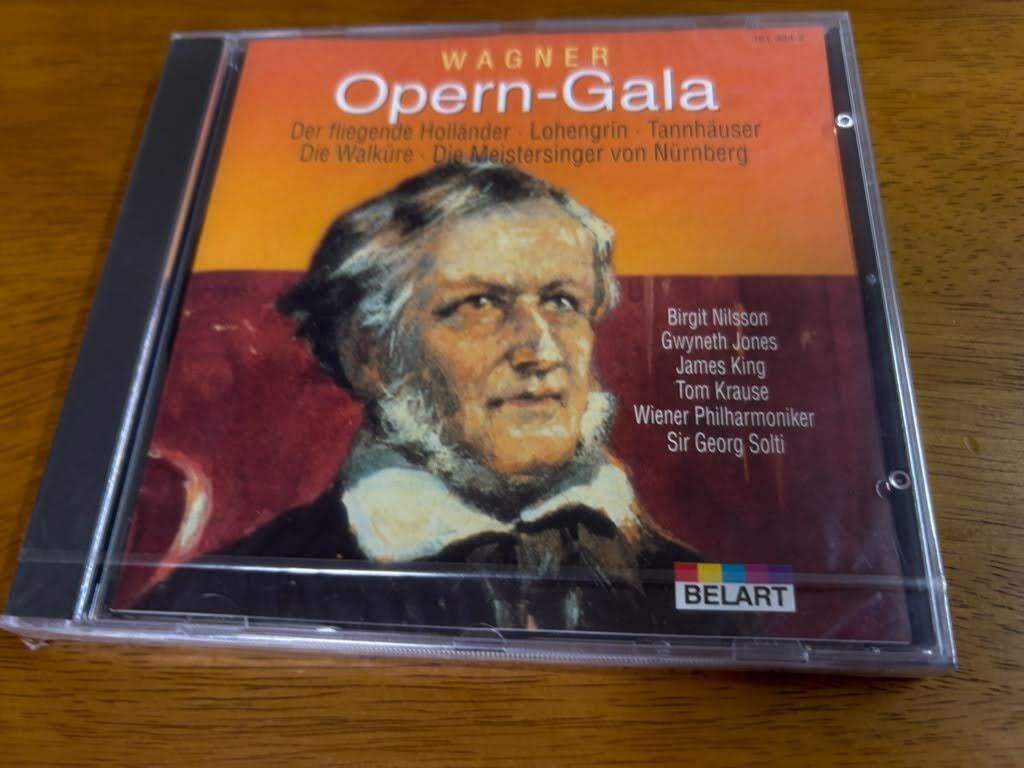 WAGNER
Opern-Gala
Der fliegende Holländer · Lohengrin · Tannhäuser
Die Walküre · Die Meistersinger von Nürnberg
Birgit Nilsson
Gwyneth Jones
James King
Tom Krause
Wiener Philharmoniker
Sir Georg Solti
BELART